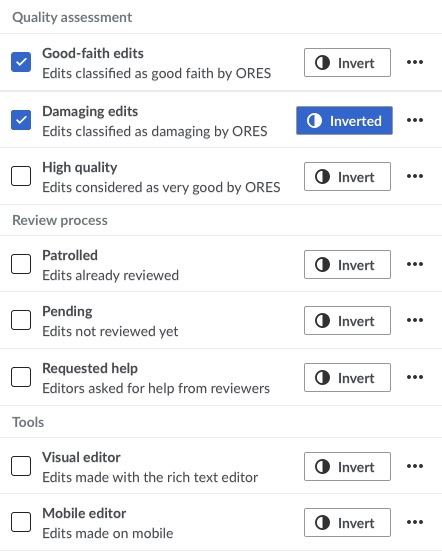 Quality assessment
Good-faith edits
Edits classified as good faith by ORES
Invert
Damaging edits
Edits classified as damaging by ORES
Inverted
High quality
Edits considered as very good by ORES
Invert
Review process
Patrolled
Edits already reviewed
Invert
Pending
Edits not reviewed yet
Invert
Requested help
Editors asked for help from reviewers
Invert
Tools
Visual editor
Edits made with the rich text editor
Invert
Mobile editor
Edits made on mobile
Invert